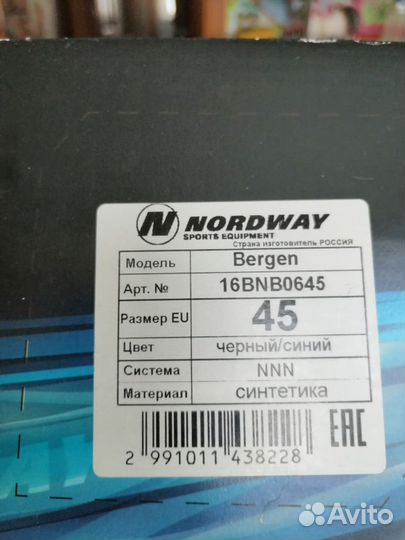 NORDWAY
SPORTS EQUIPMENT
Страна изготовитель РОССИЯ
Модель Bergen
Арт. № 16BNB0645
Размер EU 45
Цвет черный/синий
Система NNN
Материал синтетика
2 991011 438228
EAC
Avito